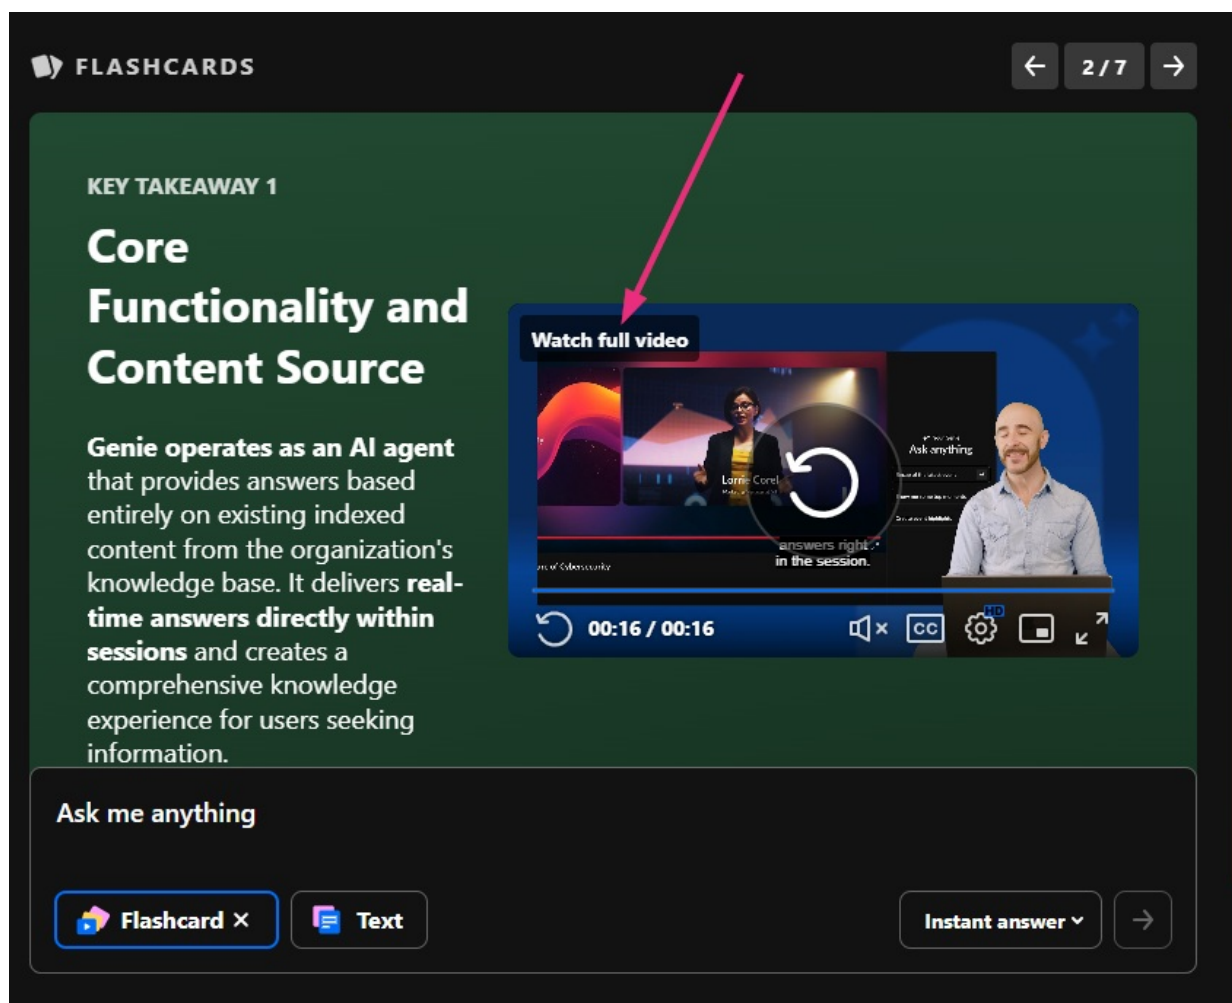 FLASHCARDS
2 / 7
KEY TAKEAWAY 1
Core
Functionality and
Content Source
Genie operates as an AI agent
that provides answers based
entirely on existing indexed
content from the organization's
knowledge base. It delivers real-
time answers directly within
sessions and creates a
comprehensive knowledge
experience for users seeking
information.
Watch full video
Lorrie Corel
Ask anything
answers right
in the session.
of Cybersecurity
00:16 / 00:16
CC
HD
Ask me anything
Flashcard ×
Text
Instant answer